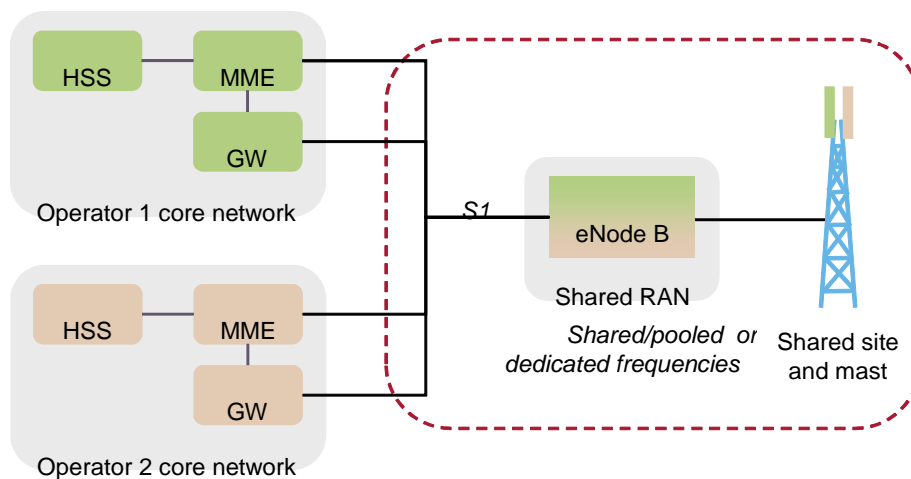 HSS
MME
GW
Operator 1 core network
S1
eNode B
Shared RAN
Shared/pooled or
dedicated frequencies
Shared site
and mast
HSS
MME
GW
Operator 2 core network